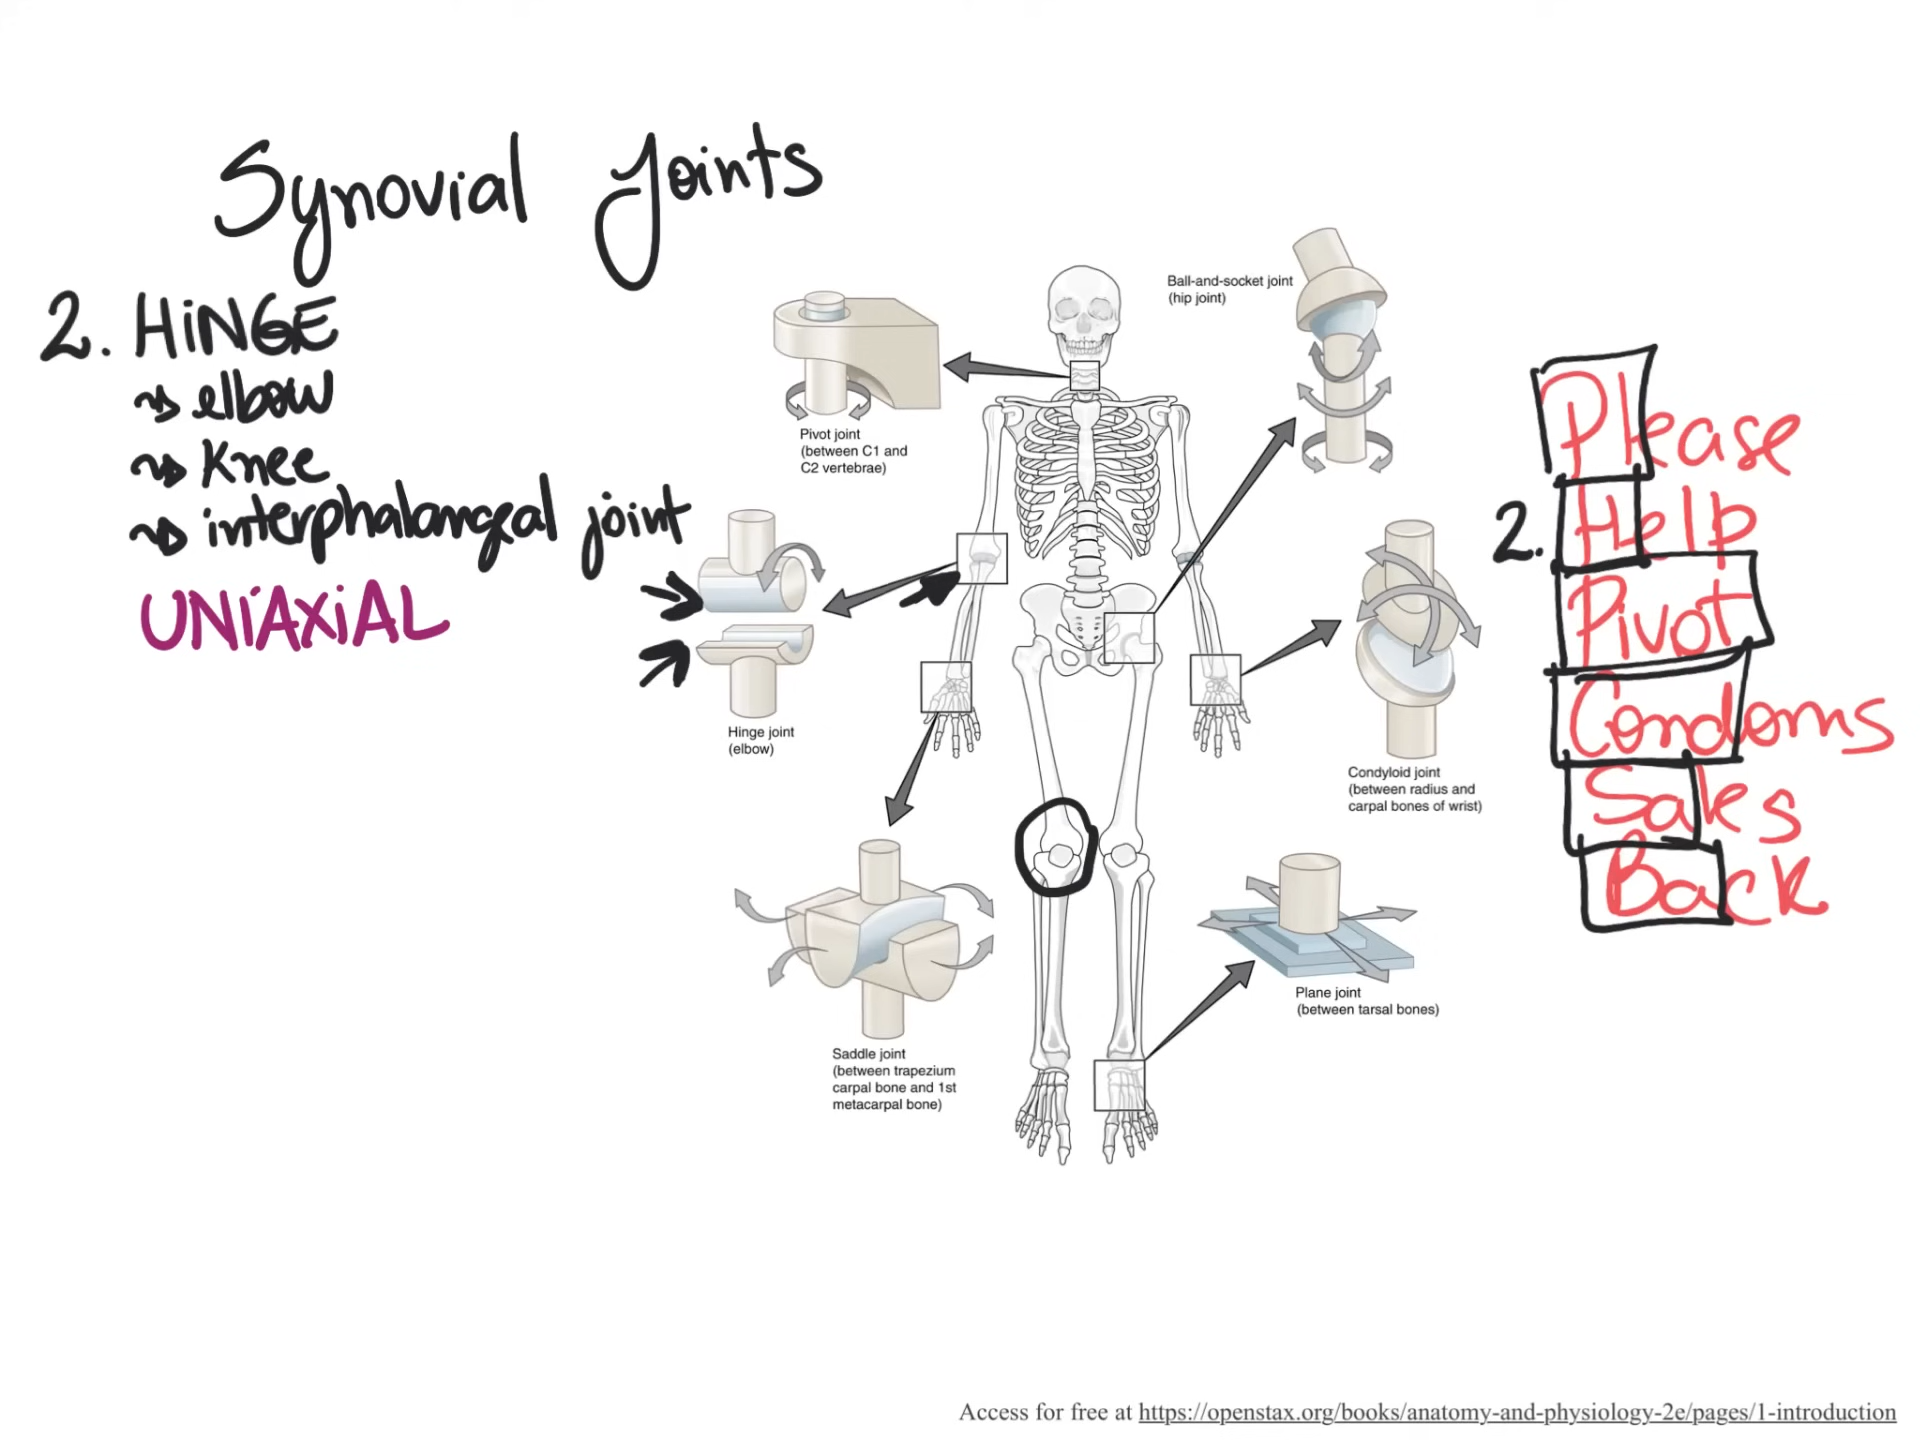 Synovial Joints
2. HiNGE
elbow
Knee
interphalangeal joint
UNiAXiAL
Pivot joint
(between C1 and
C2 vertebrae)
Ball-and-socket joint
(hip joint)
Hinge joint
(elbow)
Condyloid joint
(between radius and
carpal bones of wrist)
Saddle joint
(between trapezium
carpal bone and 1st
metacarpal bone)
Plane joint
(between tarsal bones)
Please
2. Help
Pivot
Condoms
Sales
Back
Access for free at https://openstax.org/books/anatomy-and-physiology-2e/pages/1-introduction